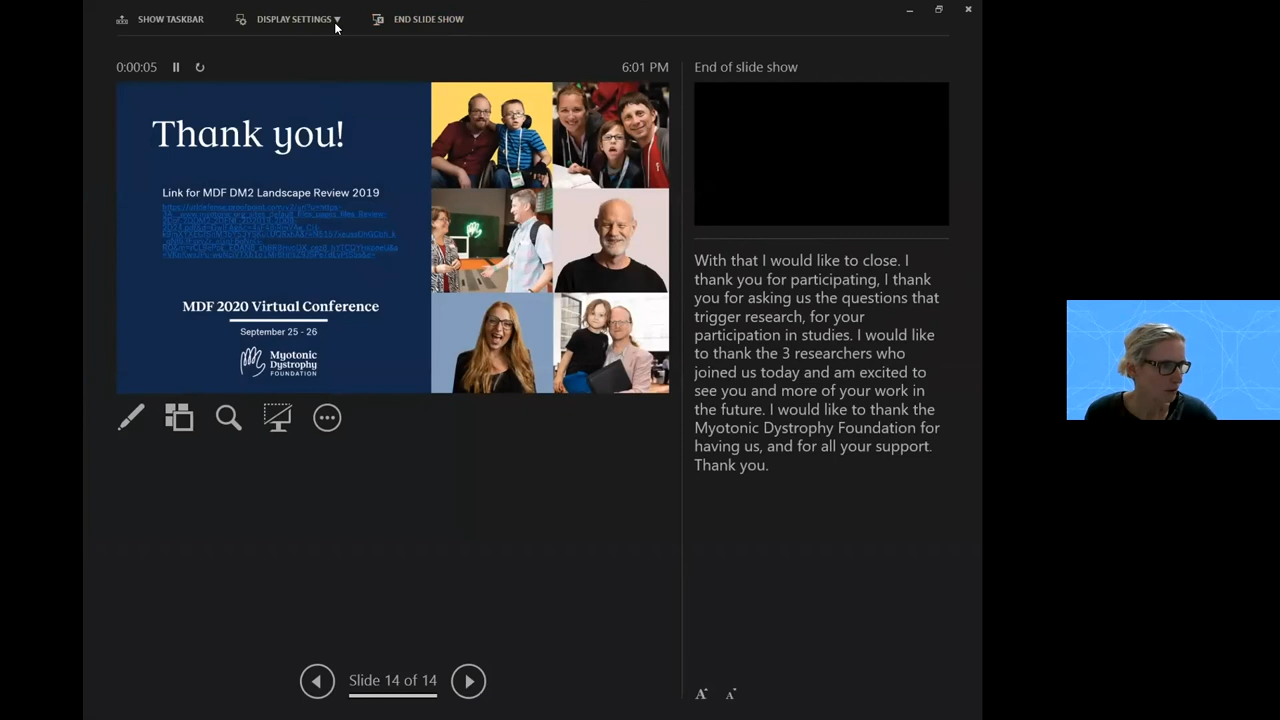 SHOW TASKBAR
DISPLAY SETTINGS
END SLIDE SHOW
0:00:05
6:01 PM
End of slide show
Thank you!
Link for MDF DM2 Landscape Review 2019
MDF 2020 Virtual Conference
September 25 - 26
Myotonic
Dystrophy
FOUNDATION
With that I would like to close. I
thank you for participating, I thank
you for asking us the questions that
trigger research, for your
participation in studies. I would like
to thank the 3 researchers who
joined us today and am excited to
see you and more of your work in
the future. I would like to thank the
Myotonic Dystrophy Foundation for
having us, and for all your support.
Thank you.
Slide 14 of 14
A
A